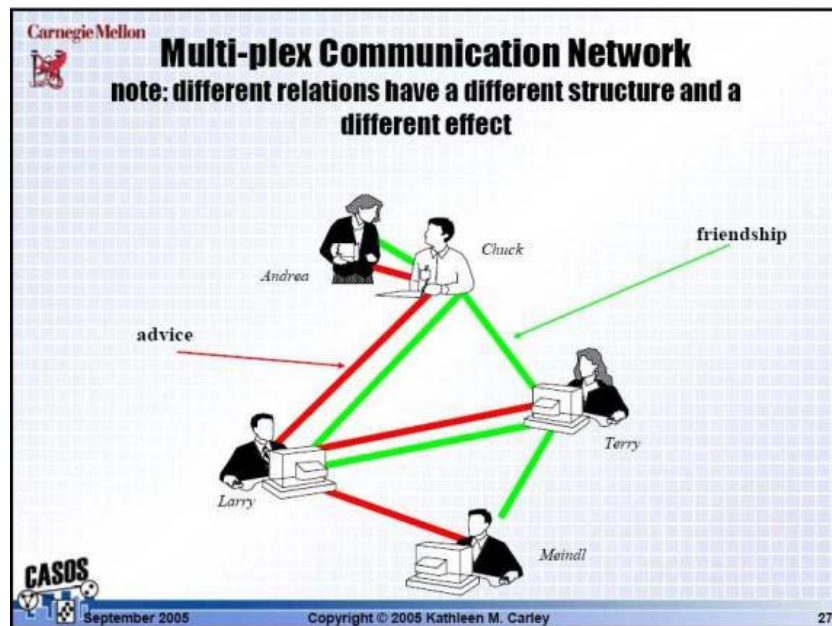 Carnegie Mellon
Multi-plex Communication Network
note: different relations have a different structure and a
different effect
Chuck
friendship
Andrea
advice
Terry
Larry
Meindl
CASOS
September 2005
Copyright © 2005 Kathleen M. Carley
27